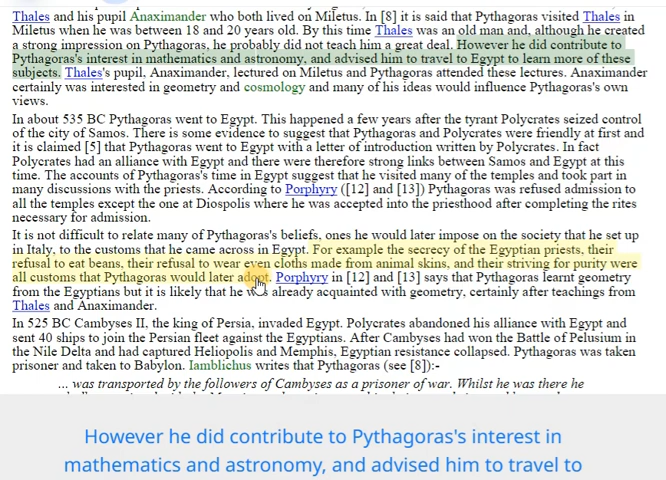 Thales and his pupil Anaximander who both lived on Miletus. In [8] it is said that Pythagoras visited Thales in
Miletus when he was between 18 and 20 years old. By this time Thales was an old man and, although he created
a strong impression on Pythagoras, he probably did not teach him a great deal. However he did contribute to
Pythagoras's interest in mathematics and astronomy, and advised him to travel to Egypt to learn more of these
subjects. Thales's pupil, Anaximander, lectured on Miletus and Pythagoras attended these lectures. Anaximander
certainly was interested in geometry and cosmology and many of his ideas would influence Pythagoras's own
views.
In about 535 BC Pythagoras went to Egypt. This happened a few years after the tyrant Polycrates seized control
of the city of Samos. There is some evidence to suggest that Pythagoras and Polycrates were friendly at first and
it is claimed [5] that Pythagoras went to Egypt with a letter of introduction written by Polycrates. In fact
Polycrates had an alliance with Egypt and there were therefore strong links between Samos and Egypt at this
time. The accounts of Pythagoras's time in Egypt suggest that he visited many of the temples and took part in
many discussions with the priests. According to Porphyry ([12] and [13]) Pythagoras was refused admission to
all the temples except the one at Diospolis where he was accepted into the priesthood after completing the rites
necessary for admission.
It is not difficult to relate many of Pythagoras's beliefs, ones he would later impose on the society that he set up
in Italy, to the customs that he came across in Egypt. For example the secrecy of the Egyptian priests, their
refusal to eat beans, their refusal to wear even cloths made from animal skins, and their striving for purity were
all customs that Pythagoras would later adopt. Porphyry in [12] and [13] says that Pythagoras learnt geometry
from the Egyptians but it is likely that he was already acquainted with geometry, certainly after teachings from
Thales and Anaximander.
In 525 BC Cambyses II, the king of Persia, invaded Egypt. Polycrates abandoned his alliance with Egypt and
sent 40 ships to join the Persian fleet against the Egyptians. After Cambyses had won the Battle of Pelusium in
the Nile Delta and had captured Heliopolis and Memphis, Egyptian resistance collapsed. Pythagoras was taken
prisoner and taken to Babylon. Iamblichus writes that Pythagoras (see [8]):-
... was transported by the followers of Cambyses as a prisoner of war. Whilst he was there he
However he did contribute to Pythagoras's interest in
mathematics and astronomy, and advised him to travel to